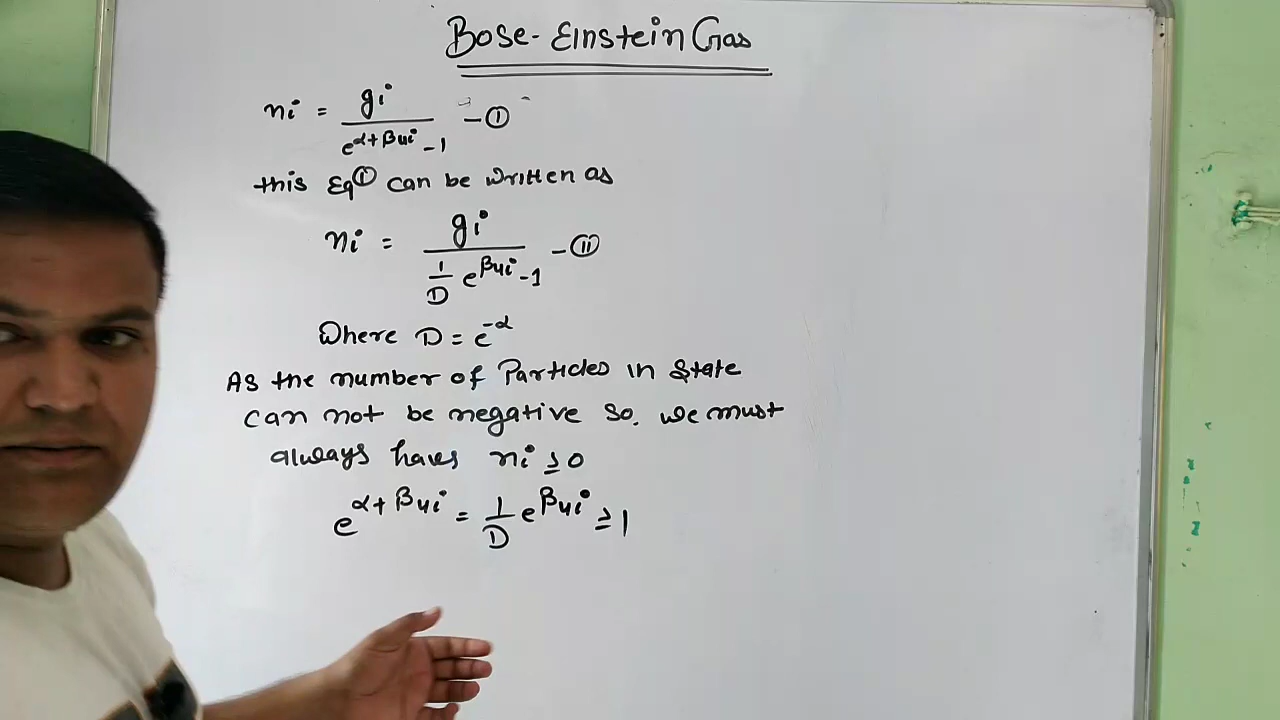 Bose-Einstein Gas
ni = gi / e^(α+βui) -1 -①
this Eq① can be written as
ni = gi / 1/D e^(βui) -1 -②
Where D = e^-α
As the number of Particles in State
can not be negative so, we must
always have ni ≥ 0
e^(α+βui) = 1/D e^(βui) ≥ 1